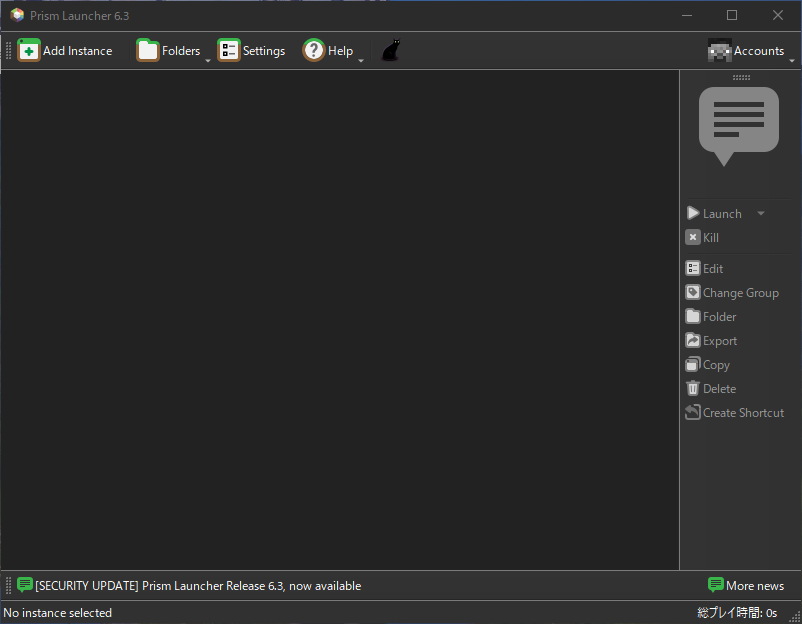 Prism Launcher 6.3
Add Instance Folders Settings Help Accounts
Launch
Kill
Edit
Change Group
Folder
Export
Copy
Delete
Create Shortcut
[SECURITY UPDATE] Prism Launcher Release 6.3, now available More news
No instance selected 総プレイ時間: 0s